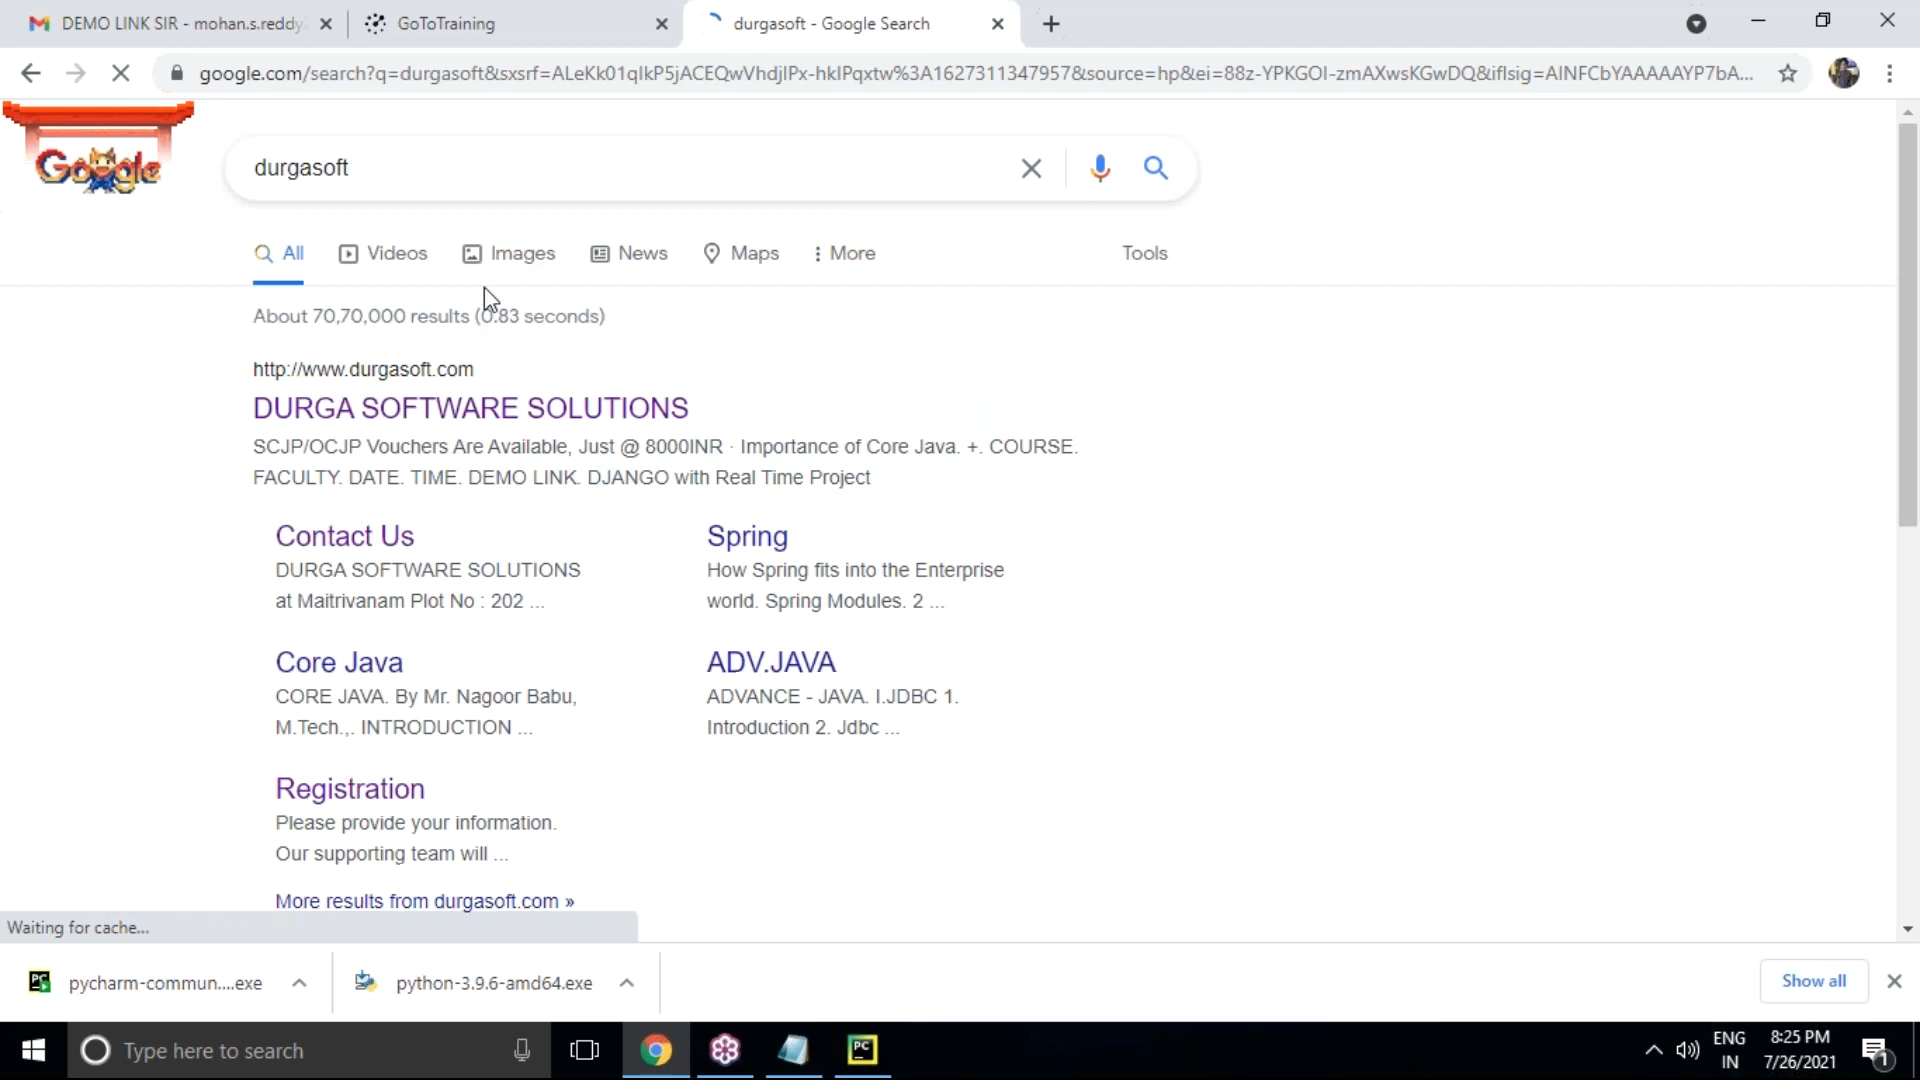 DEMO LINK SIR - mohan.s.reddy
GoToTraining
durgasoft - Google Search
google.com/search?q=durgasoft&sxsrf=ALeKk01qIkP5jACEQwVhdjIPx-hkIPqxtw%3A1627311347957&source=hp&ei=88z-YPKGOI-zmAXwsKGwDQ&iflsig=AINFCbYAAAAAYP7bA...
Google
durgasoft
All
Videos
Images
News
Maps
More
Tools
About 70,70,000 results (0.83 seconds)
http://www.durgasoft.com
DURGA SOFTWARE SOLUTIONS
SCJP/OCJP Vouchers Are Available, Just @ 8000INR · Importance of Core Java. +. COURSE.
FACULTY. DATE. TIME. DEMO LINK. DJANGO with Real Time Project
Contact Us
DURGA SOFTWARE SOLUTIONS
at Maitrivanam Plot No : 202 ...
Spring
How Spring fits into the Enterprise
world. Spring Modules. 2 ...
Core Java
CORE JAVA. By Mr. Nagoor Babu,
M.Tech.,. INTRODUCTION ...
ADV.JAVA
ADVANCE - JAVA. I.JDBC 1.
Introduction 2. Jdbc ...
Registration
Please provide your information.
Our supporting team will ...
More results from durgasoft.com »
Waiting for cache...
pycharm-commun....exe
python-3.9.6-amd64.exe
Show all
Type here to search
PC
ENG
IN
8:25 PM
7/26/2021
1